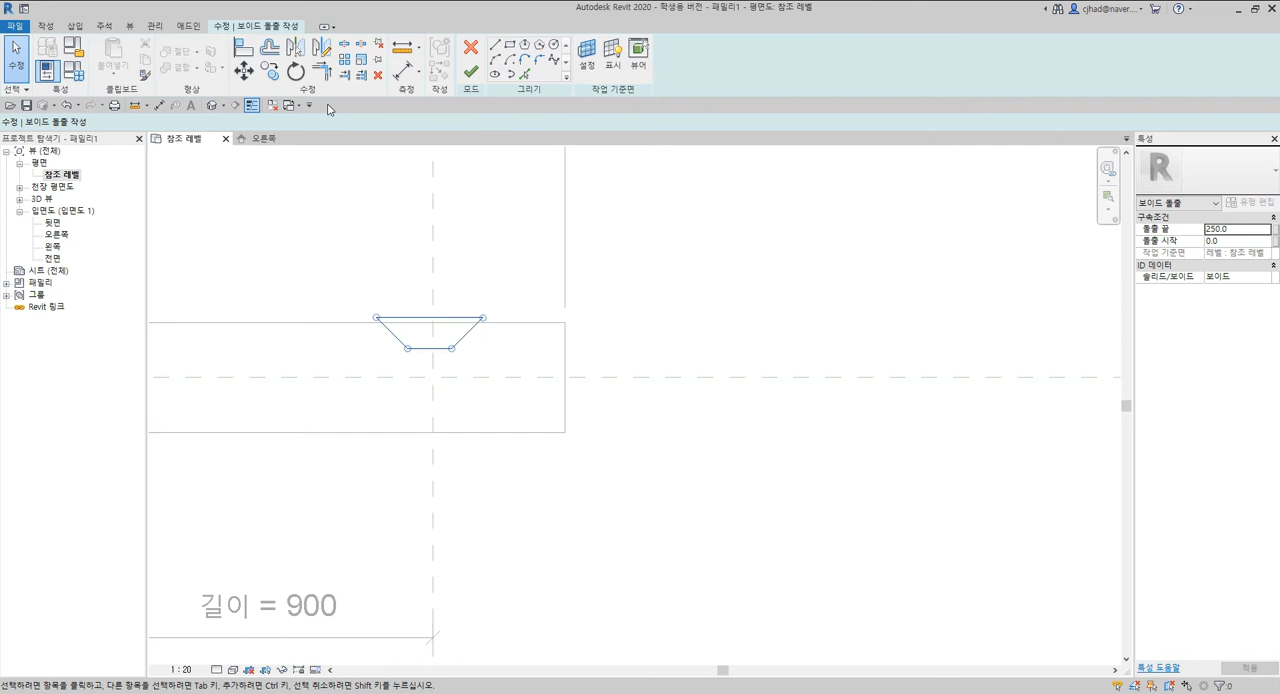 Autodesk Revit 2020 - 학생용 버전 - 패밀리1 - 평면도: 참조 레벨
cjhad@naver....
파일 작성 삽입 주석 뷰 관리 애드인 수정 | 보이드 돌출 작성
수정
붙여넣기
절단
결합
설정 표시 뷰어
선택 특성 클립보드 형상 수정 측정 작성 모드 그리기 작업 기준면
수정 | 보이드 돌출 작성
프로젝트 탐색기 - 패밀리1
참조 레벨
오른쪽
특성
뷰 (전체)
평면
참조 레벨
천장 평면도
3D 뷰
입면도 (입면도 1)
뒷면
오른쪽
왼쪽
전면
시트 (전체)
패밀리
그룹
Revit 링크
길이 = 900
보이드 돌출
유형 편집
구속조건
돌출 끝 250.0
돌출 시작 0.0
작업 기준면 레벨 : 참조 레벨
ID 데이터
솔리드/보이드 보이드
특성 도움말
적용
1 : 20
선택하려면 항목을 클릭하고, 다른 항목을 선택하려면 Tab 키, 추가하려면 Ctrl 키, 선택 취소하려면 Shift 키를 누르십시오.
:0